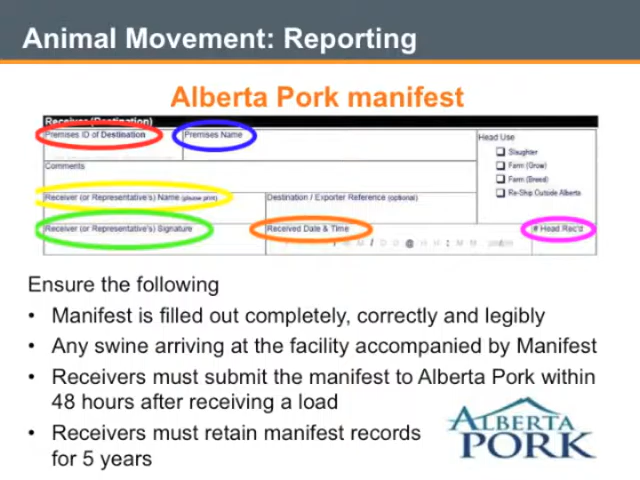 Animal Movement: Reporting
Alberta Pork manifest
Receiver (Destination)
Premises ID of Destination Premises Name Head Use
Slaughter
Comments Farm (Grow)
Farm (Breed)
Receiver (or Representative's) Name (please print) Destination / Exporter Reference (optional) Re-Ship Outside Alberta
Receiver (or Representative's) Signature Received Date & Time # Head Rec'd
M / D D @ H H : M M
Ensure the following
• Manifest is filled out completely, correctly and legibly
• Any swine arriving at the facility accompanied by Manifest
• Receivers must submit the manifest to Alberta Pork within
48 hours after receiving a load
• Receivers must retain manifest records
for 5 years
ALBERTA
PORK